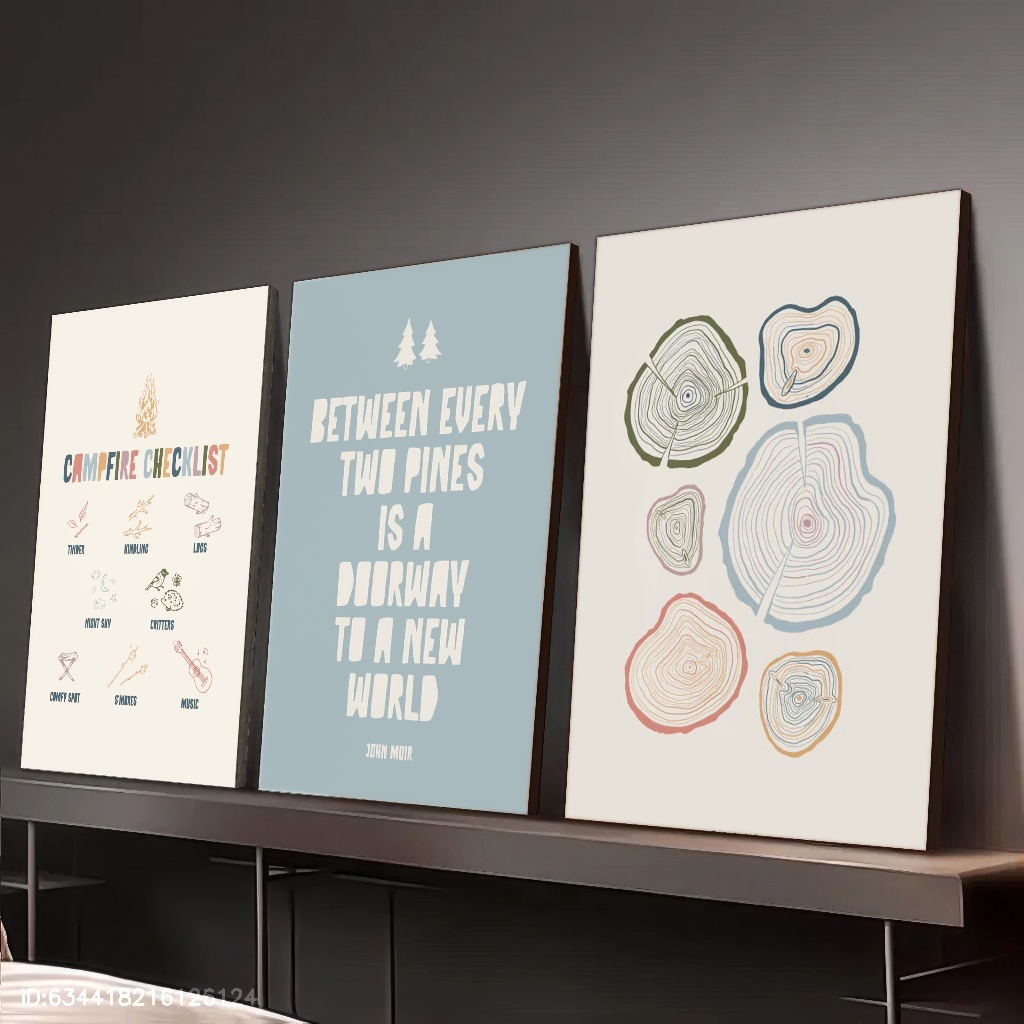 CAMPFIRE CHECKLIST
TINDER
KINDLING
LOGS
NIGHT SKY
CRITTERS
COMFY SPOT
S'MORES
MUSIC
BETWEEN EVERY
TWO PINES
IS A
DOORWAY
TO A NEW
WORLD
JOHN MUIR
ID:634418216126124